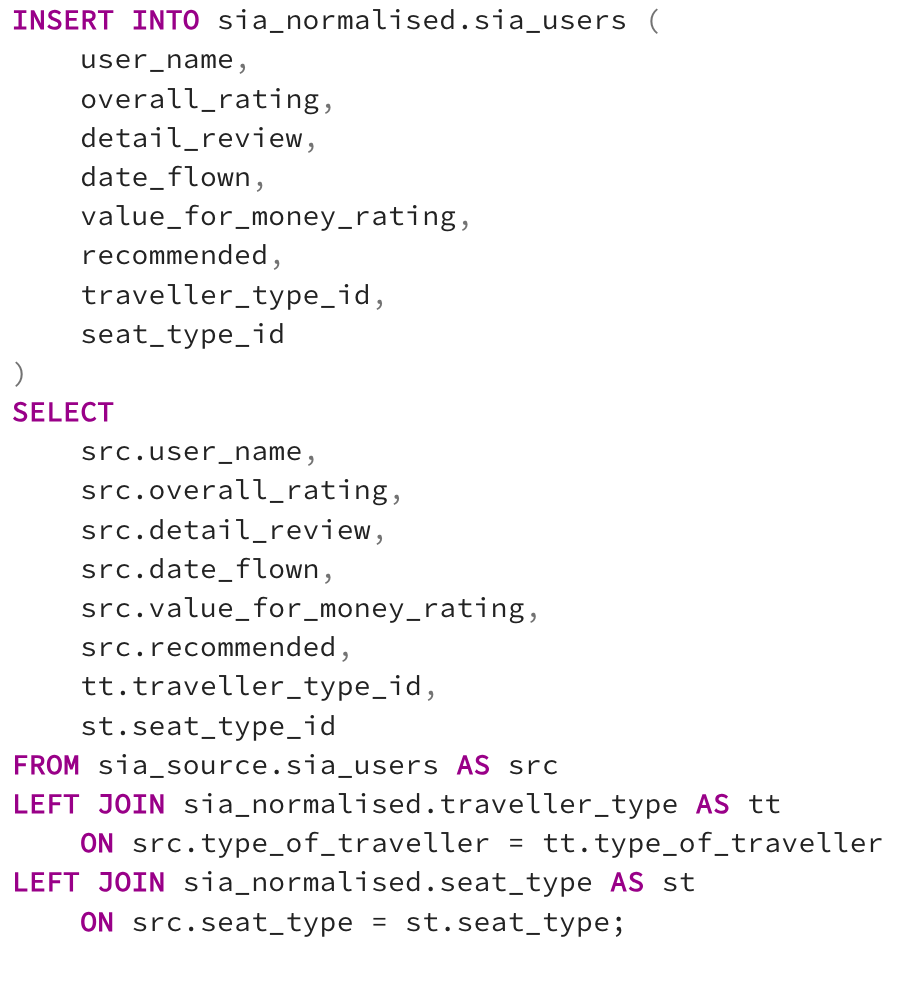 INSERT INTO sia_normalised.sia_users (
    user_name,
    overall_rating,
    detail_review,
    date_flown,
    value_for_money_rating,
    recommended,
    traveller_type_id,
    seat_type_id
)
SELECT
    src.user_name,
    src.overall_rating,
    src.detail_review,
    src.date_flown,
    src.value_for_money_rating,
    src.recommended,
    tt.traveller_type_id,
    st.seat_type_id
FROM sia_source.sia_users AS src
LEFT JOIN sia_normalised.traveller_type AS tt
    ON src.type_of_traveller = tt.type_of_traveller
LEFT JOIN sia_normalised.seat_type AS st
    ON src.seat_type = st.seat_type;